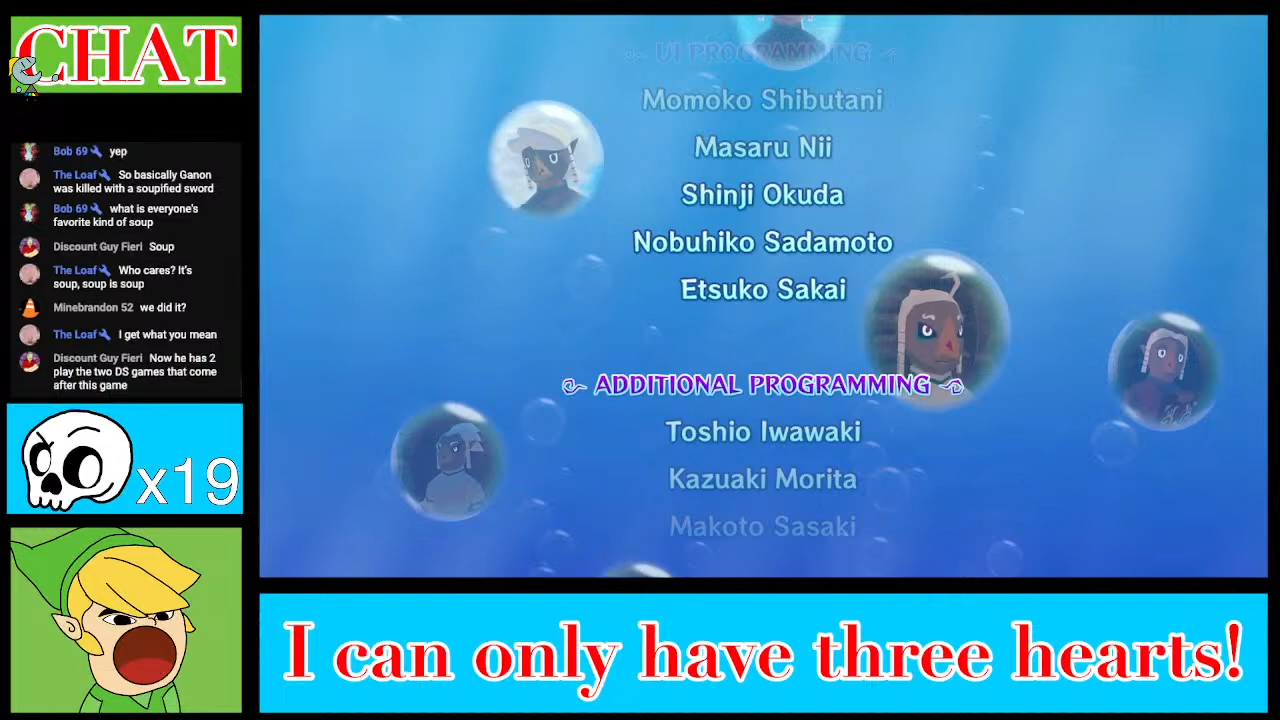 CHAT
Bob 69 yep
The Loaf So basically Ganon
was killed with a soupified sword
Bob 69 what is everyone's
favorite kind of soup
Discount Guy Fieri Soup
The Loaf Who cares? It's
soup, soup is soup
Minebrandon 52 we did it?
The Loaf I get what you mean
Discount Guy Fieri Now he has 2
play the two DS games that come
after this game
x19
UI PROGRAMMING
Momoko Shibutani
Masaru Nii
Shinji Okuda
Nobuhiko Sadamoto
Etsuko Sakai
ADDITIONAL PROGRAMMING
Toshio Iwawaki
Kazuaki Morita
Makoto Sasaki
I can only have three hearts!